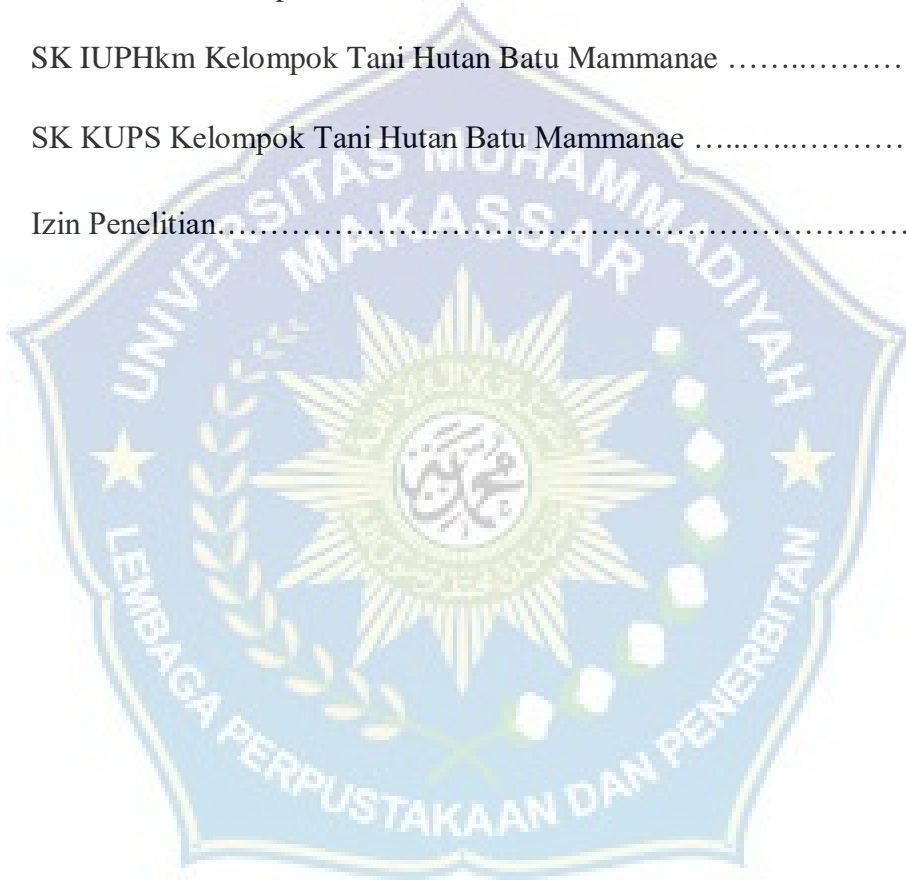 SK IUPHkm Kelompok Tani Hutan Batu Mammanae ……..…………
SK KUPS Kelompok Tani Hutan Batu Mammanae …..…..…………
Izin Penelitian……………………………………………………………
UNIVERSITAS MUHAMMADIYAH
MAKASSAR
LEMBAGA PERPUSTAKAAN DAN PENERBITAN